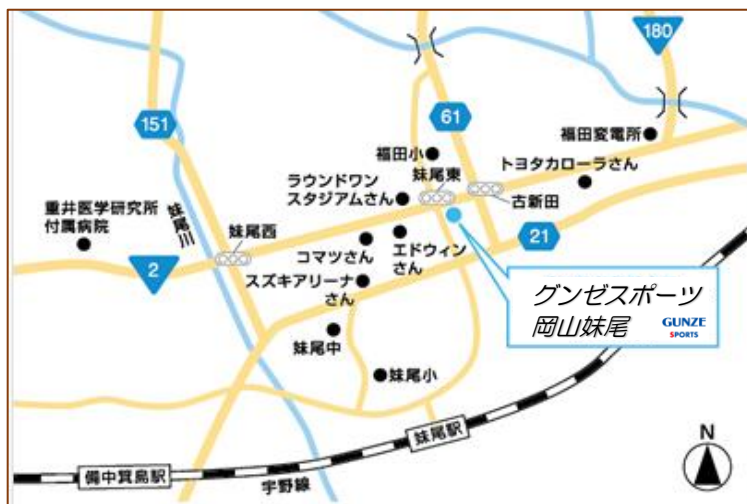 180
151
61
福田変電所
福田小
トヨタカローラさん
妹尾東
ラウンドワン
スタジアムさん
古新田
重井医学研究所
付属病院
妹尾川
妹尾西
21
コマツさん
エドウィン
さん
2
スズキアリーナ
さん
グンゼスポーツ
岡山妹尾
GUNZE
SPORTS
妹尾中
妹尾小
妹尾駅
N
備中箕島駅
宇野線